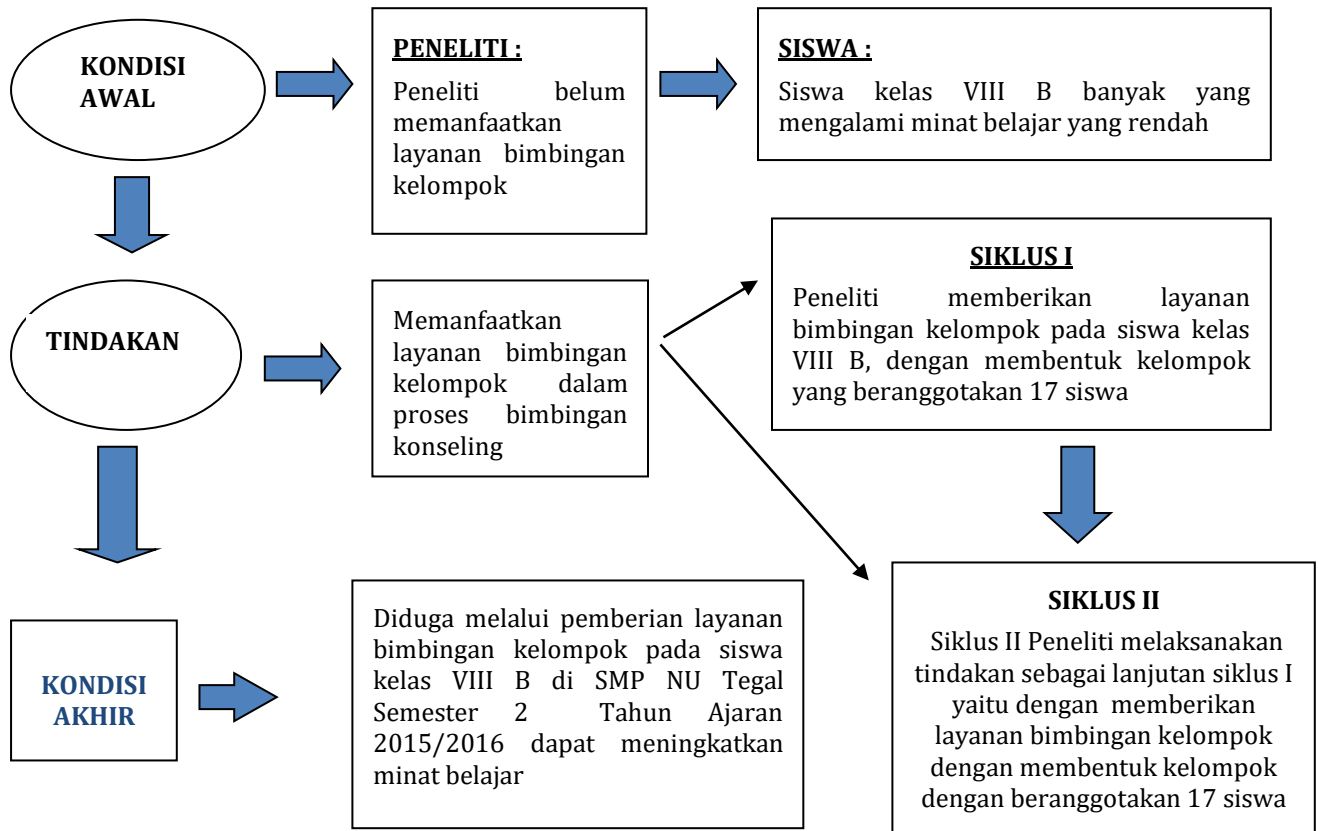 KONDISI
AWAL
PENELITI :
Peneliti belum
memanfaatkan
layanan bimbingan
kelompok
SISWA :
Siswa kelas VIII B banyak yang
mengalami minat belajar yang rendah
TINDAKAN
Memanfaatkan
layanan bimbingan
kelompok dalam
proses bimbingan
konseling
SIKLUS I
Peneliti memberikan layanan
bimbingan kelompok pada siswa kelas
VIII B, dengan membentuk kelompok
yang beranggotakan 17 siswa
SIKLUS II
Siklus II Peneliti melaksanakan
tindakan sebagai lanjutan siklus I
yaitu dengan memberikan
layanan bimbingan kelompok
dengan membentuk kelompok
dengan beranggotakan 17 siswa
KONDISI
AKHIR
Diduga melalui pemberian layanan
bimbingan kelompok pada siswa
kelas VIII B di SMP NU Tegal
Semester 2 Tahun Ajaran
2015/2016 dapat meningkatkan
minat belajar